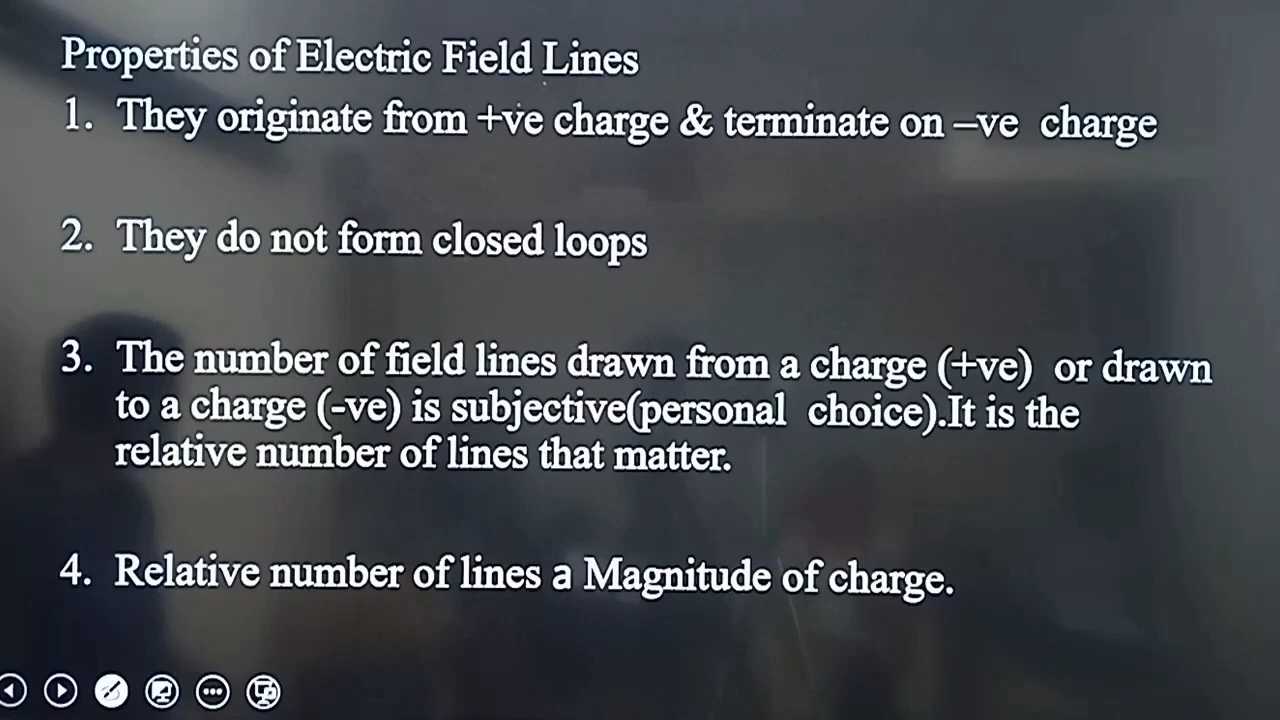 Properties of Electric Field Lines
1. They originate from +ve charge & terminate on –ve charge
2. They do not form closed loops
3. The number of field lines drawn from a charge (+ve) or drawn
to a charge (-ve) is subjective(personal choice).It is the
relative number of lines that matter.
4. Relative number of lines a Magnitude of charge.